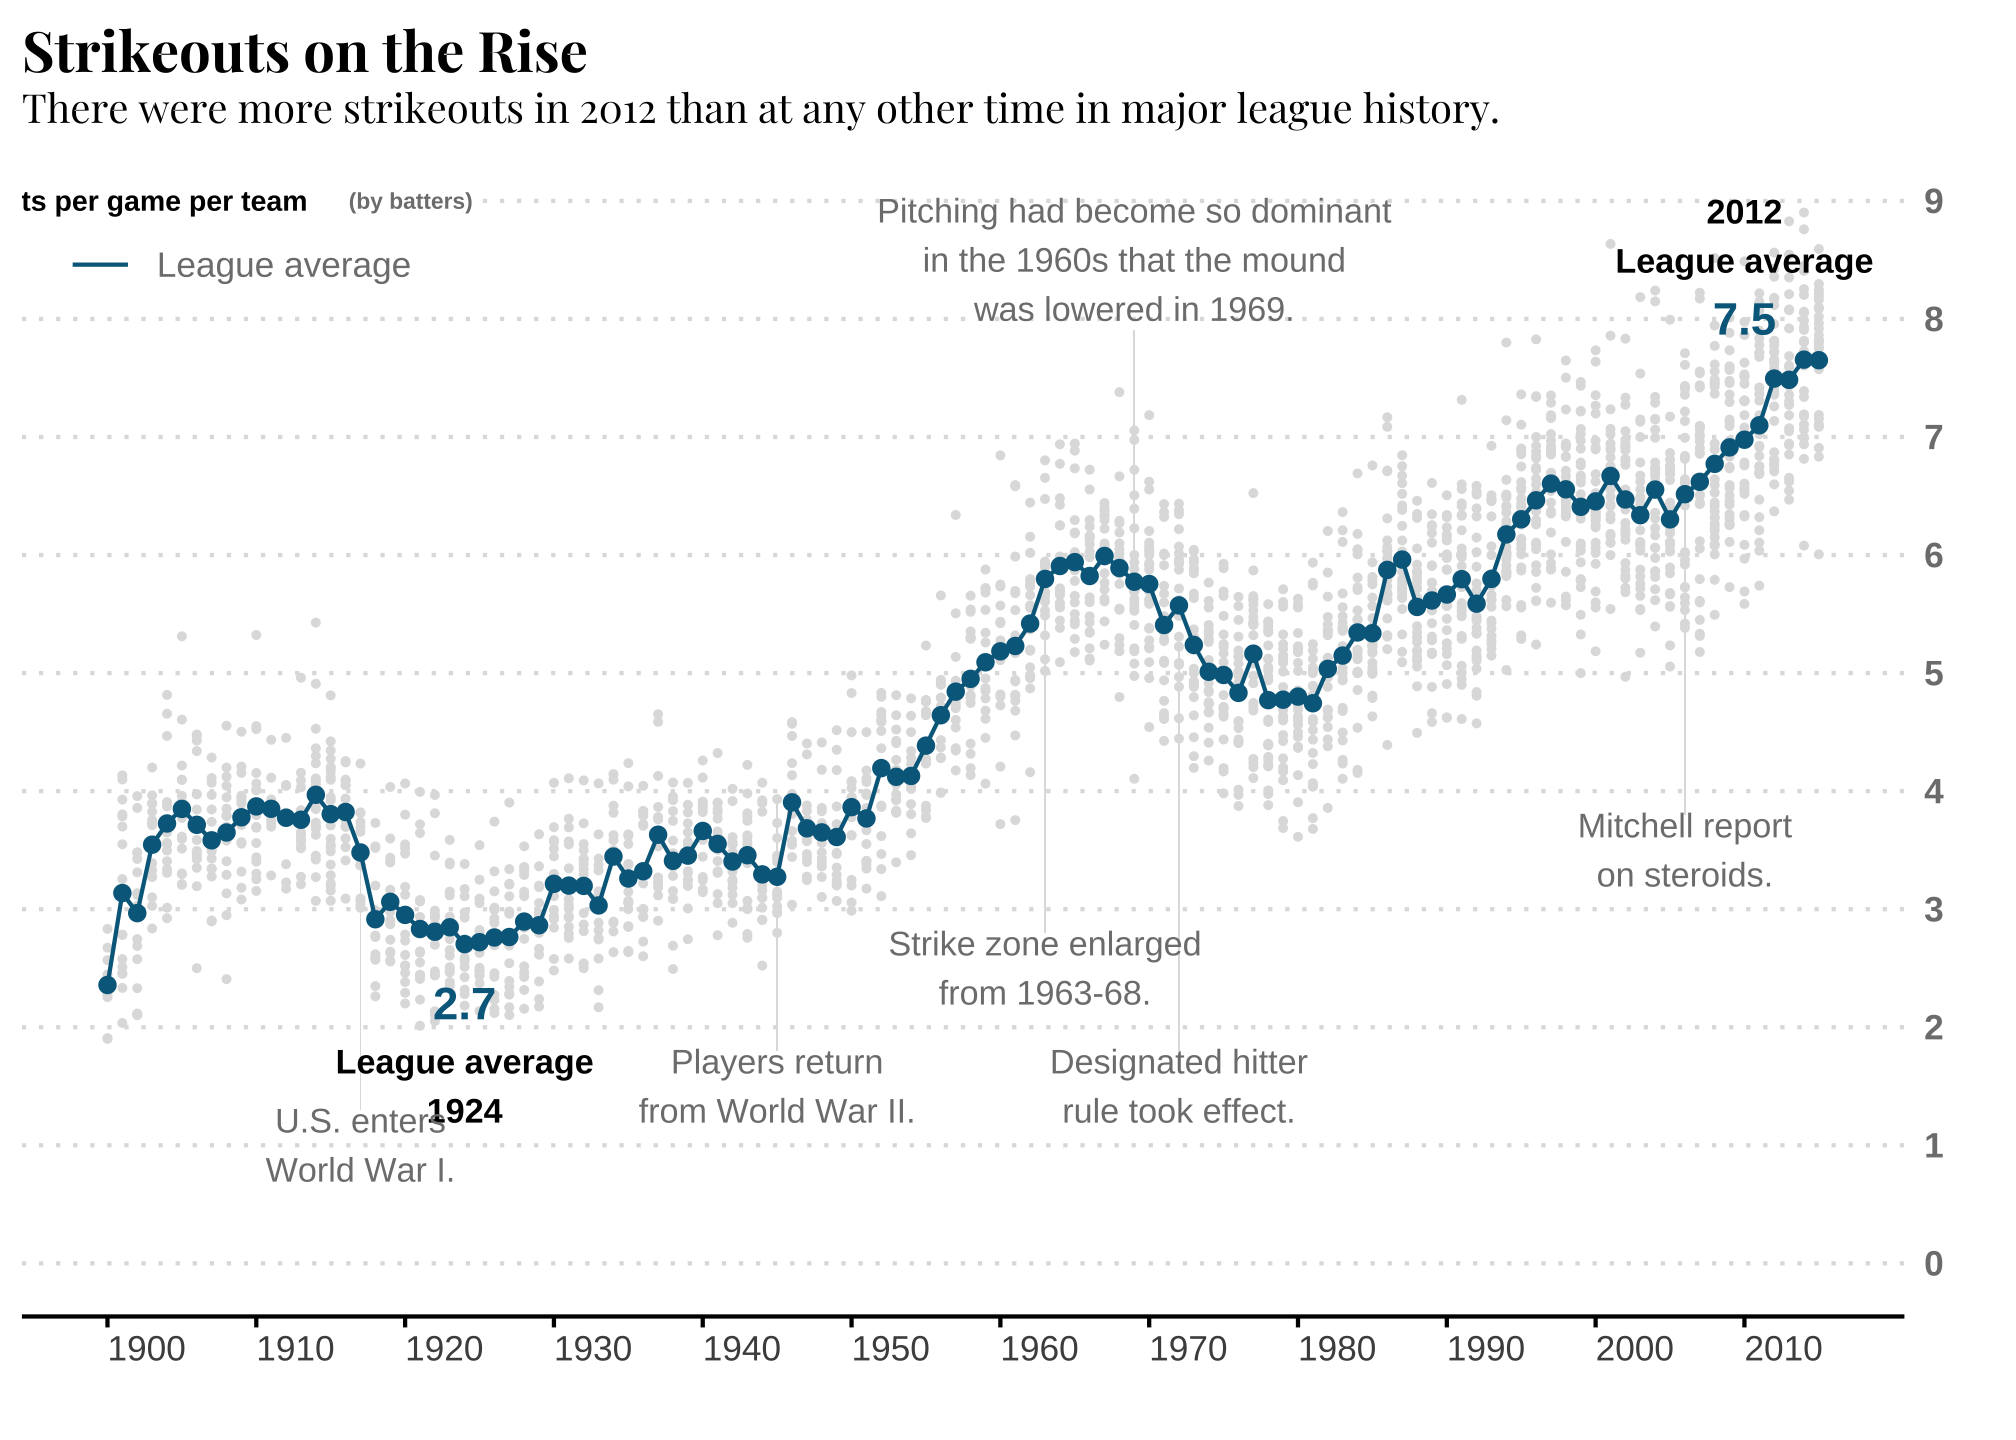 Strikeouts on the Rise
There were more strikeouts in 2012 than at any other time in major league history.
ts per game per team (by batters)
League average
Pitching had become so dominant
in the 1960s that the mound
was lowered in 1969.
2012
League average
7.5
9
8
7
6
5
4
3
2
1
0
Mitchell report
on steroids.
Strike zone enlarged
from 1963-68.
2.7
League average
1924
U.S. enters
World War I.
Players return
from World War II.
Designated hitter
rule took effect.
1900 1910 1920 1930 1940 1950 1960 1970 1980 1990 2000 2010